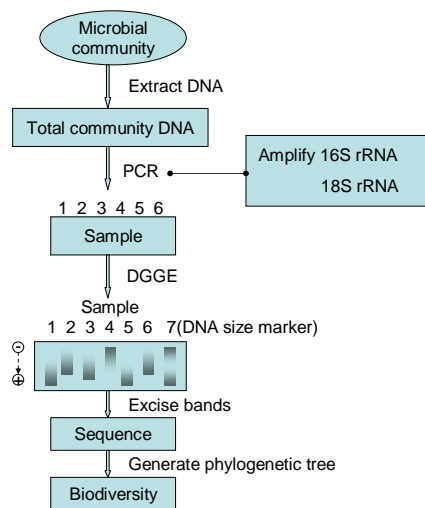 Microbial
community
Extract DNA
Total community DNA
PCR
Amplify 16S rRNA
18S rRNA
1 2 3 4 5 6
Sample
DGGE
Sample
1 2 3 4 5 6 7(DNA size marker)
Excise bands
Sequence
Generate phylogenetic tree
Biodiversity